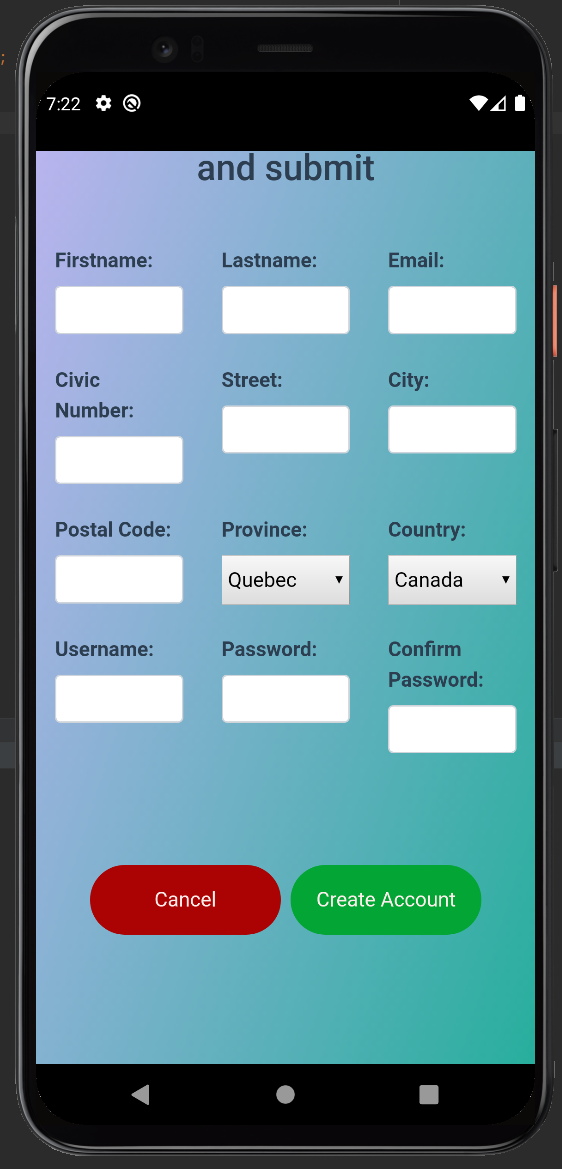 ;
7:22
and submit
Firstname: Lastname: Email:
Civic Number: Street: City:
Postal Code: Province: Country:
Quebec Canada
Username: Password: Confirm Password:
Cancel Create Account